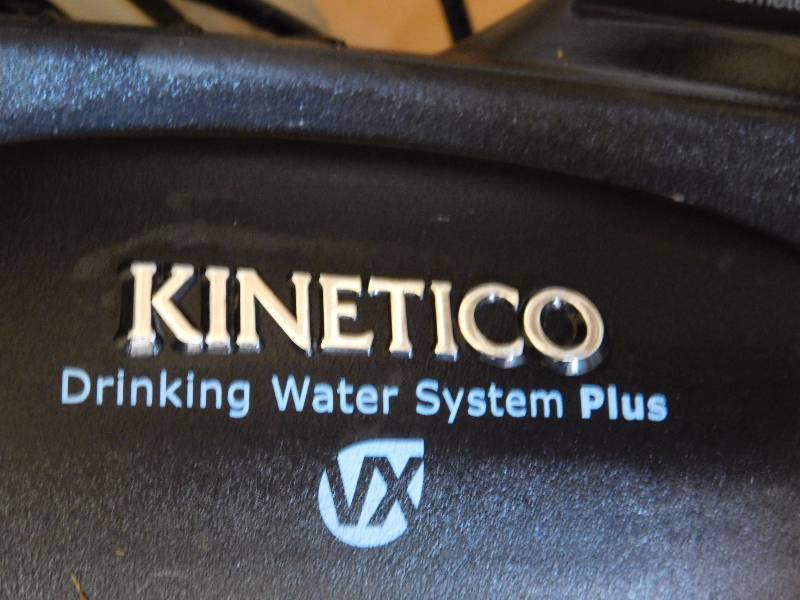 KINETICO
Drinking Water System Plus
VX